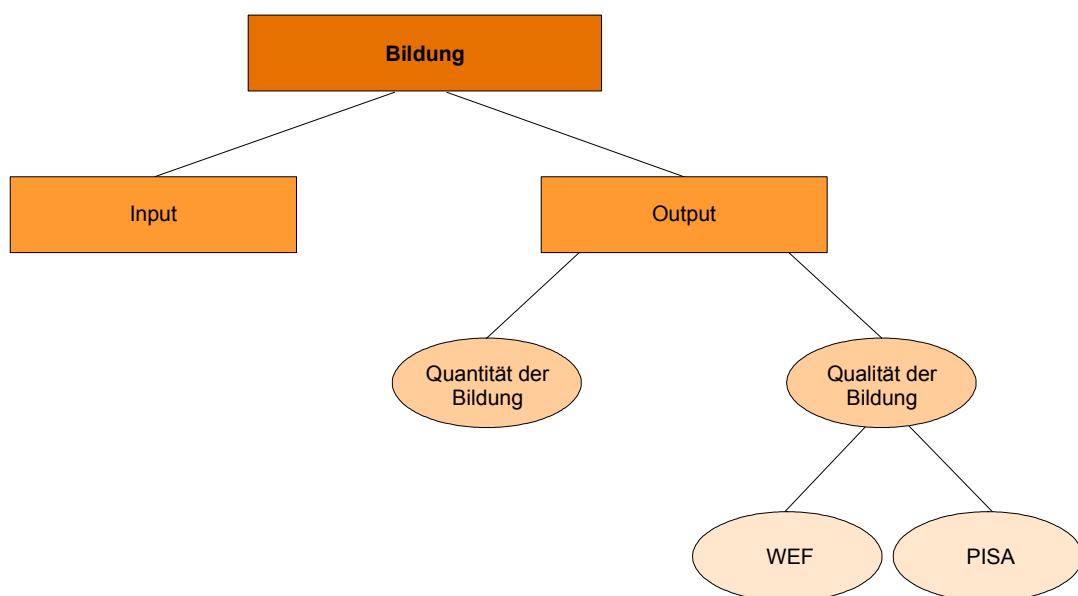 Bildung
Input
Output
Quantität der
Bildung
Qualität der
Bildung
WEF
PISA